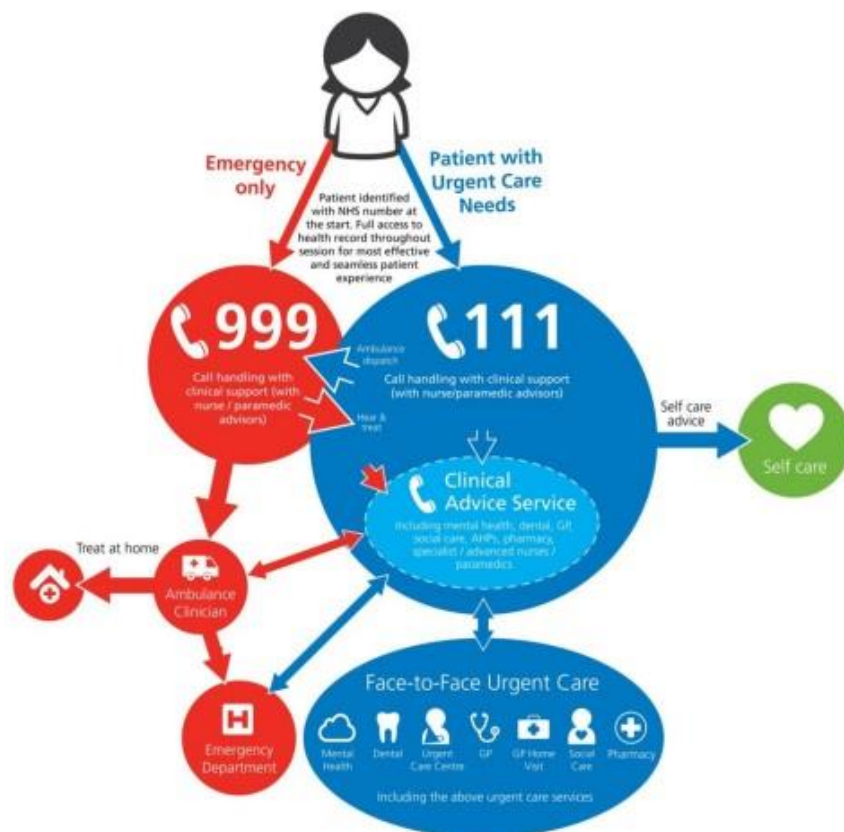 Emergency
only
Patient with
Urgent Care
Needs
Patient identified
with NHS number at
the start. Full access to
health record throughout
session for most effective
and seamless patient
experience
999
Call handling with
clinical support (with
nurse / paramedic
advisors)
111
Call handling with clinical support
(with nurse/paramedic advisors)
Ambulance
dispatch
Hear &
treat
Self care
advice
Self care
Clinical
Advice Service
including mental health, dental, GP,
social care, AHPs, pharmacy,
specialist / advanced nurses /
paramedics
Treat at home
Ambulance
Clinician
H
Emergency
Department
Face-to-Face Urgent Care
Mental
Health
Dental
Urgent
Care Centre
GP
GP Home
Visit
Social
Care
Pharmacy
Including the above urgent care services